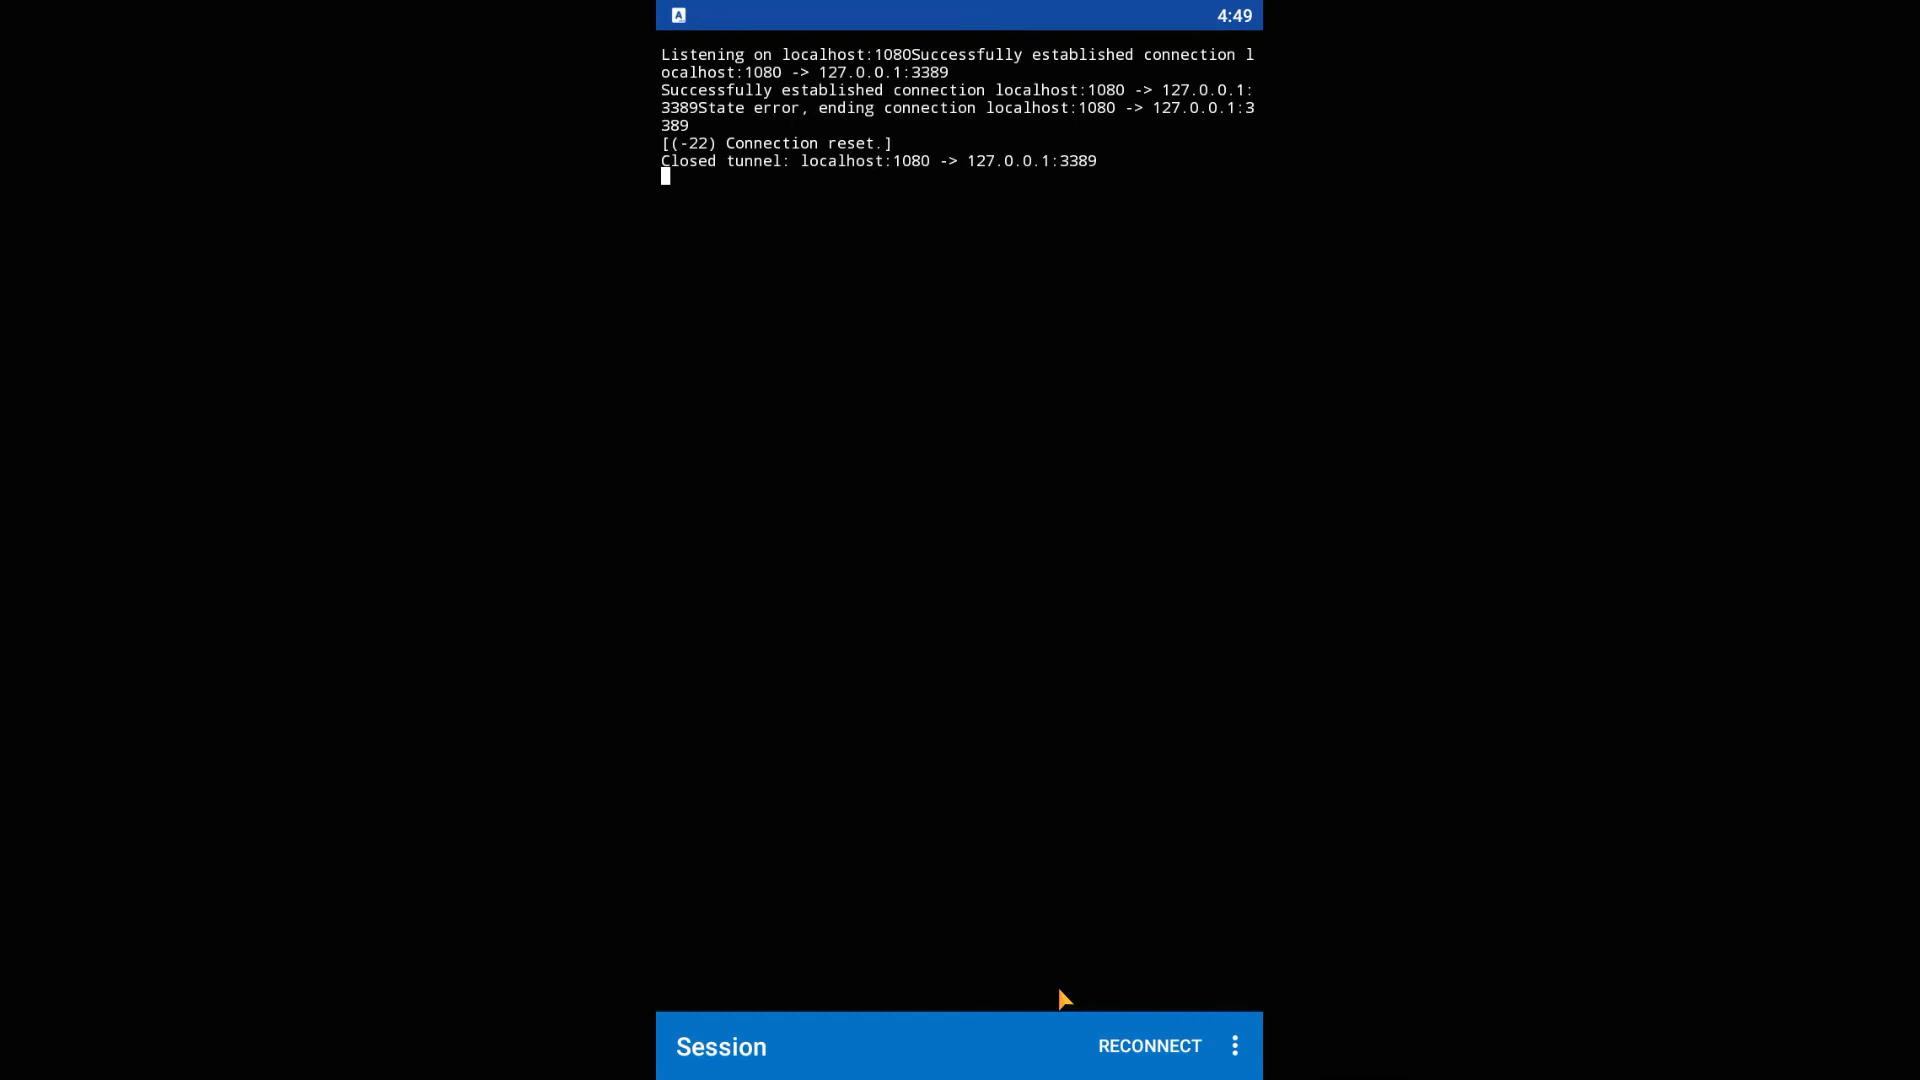 A
4:49
Listening on localhost:1080Successfully established connection l
ocalhost:1080 -> 127.0.0.1:3389
Successfully established connection localhost:1080 -> 127.0.0.1:
3389State error, ending connection localhost:1080 -> 127.0.0.1:3
389
[(-22) Connection reset.]
Closed tunnel: localhost:1080 -> 127.0.0.1:3389
Session
RECONNECT